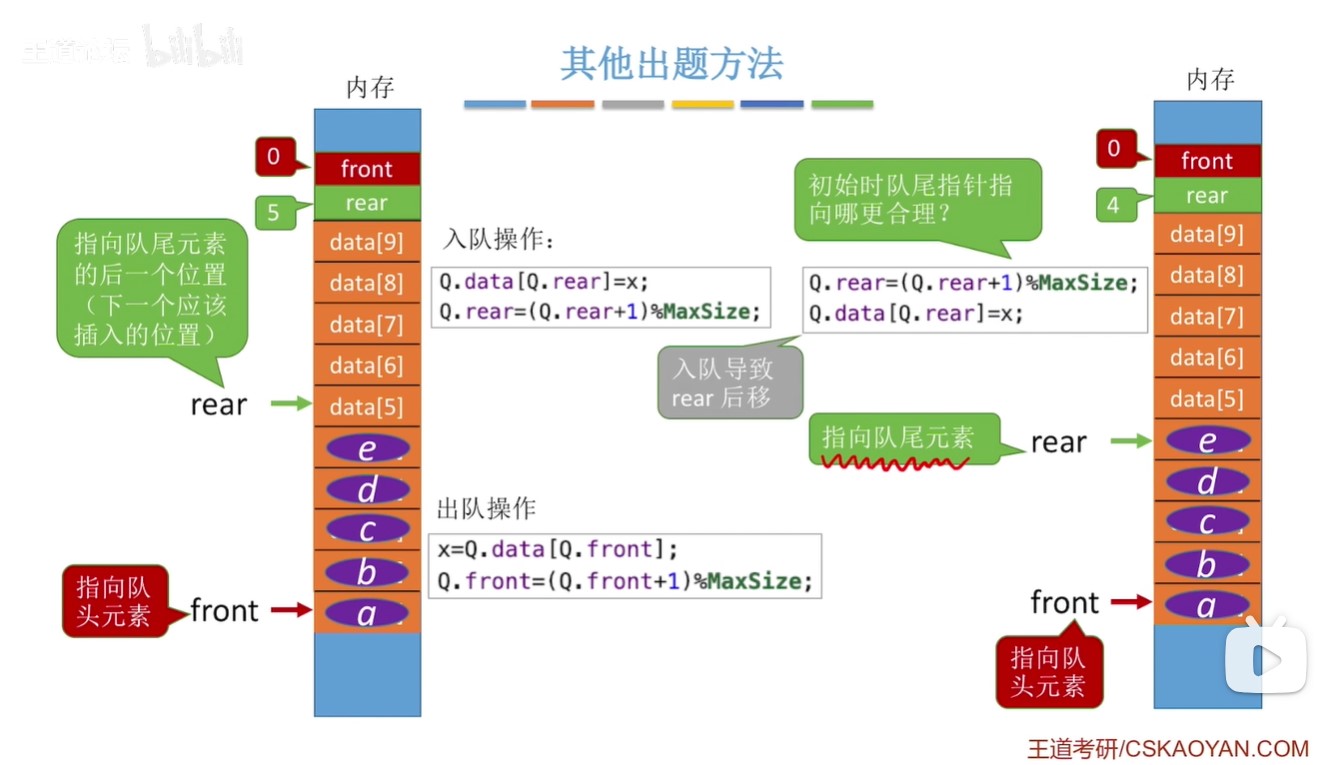 王道论坛 bilibili
其他出题方法
内存
0
front
5
rear
data[9]
data[8]
data[7]
data[6]
data[5]
e
d
c
b
a
指向队尾元素
的后一个位置
（下一个应该
插入的位置）
rear
指向队
头元素
front
入队操作：
Q.data[Q.rear]=x;
Q.rear=(Q.rear+1)%MaxSize;
出队操作
x=Q.data[Q.front];
Q.front=(Q.front+1)%MaxSize;
初始时队尾指针指
向哪更合理？
Q.rear=(Q.rear+1)%MaxSize;
Q.data[Q.rear]=x;
入队导致
rear 后移
指向队尾元素
rear
front
指向队
头元素
内存
0
front
4
rear
data[9]
data[8]
data[7]
data[6]
data[5]
e
d
c
b
a
王道考研/CSKAOYAN.COM